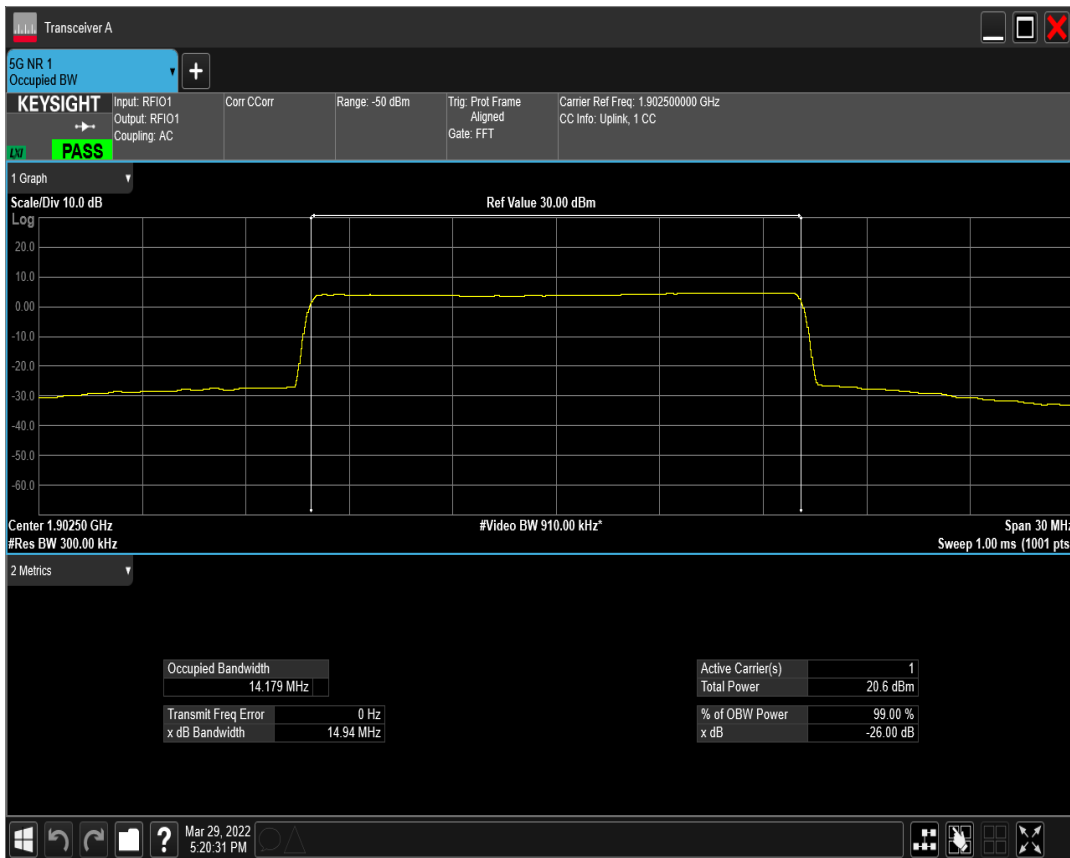 Transceiver A
5G NR 1
Occupied BW
+
KEYSIGHT
LXI
PASS
Input: RFIO1
Output: RFIO1
Coupling: AC
Corr CCorr
Range: -50 dBm
Trig: Prot Frame
Aligned
Gate: FFT
Carrier Ref Freq: 1.902500000 GHz
CC Info: Uplink, 1 CC
1 Graph
Scale/Div 10.0 dB
Ref Value 30.00 dBm
Log
20.0
10.0
0.00
-10.0
-20.0
-30.0
-40.0
-50.0
-60.0
Center 1.90250 GHz
#Video BW 910.00 kHz*
Span 30 MHz
#Res BW 300.00 kHz
Sweep 1.00 ms (1001 pts
2 Metrics
Occupied Bandwidth
14.179 MHz
Transmit Freq Error 0 Hz
x dB Bandwidth 14.94 MHz
Active Carrier(s) 1
Total Power 20.6 dBm
% of OBW Power 99.00 %
x dB -26.00 dB
?
Mar 29, 2022
5:20:31 PM